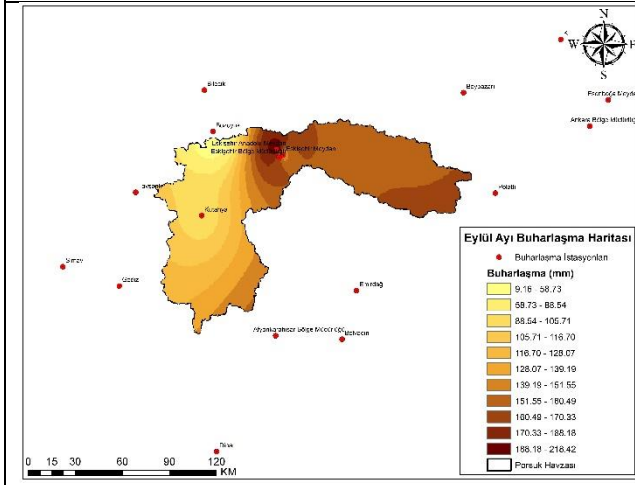 N
W
E
S
Bilecik
Beypazarı
Bozüyük
Eskişehir Bölge Müdürlüğü
Ankara Bölge Müdürlüğü
Polatlı
Kütahya
Simav
Gediz
Emirdağ
Afyonkarahisar Bölge Müdürlüğü
Bolvadin
Dinar
Eylül Ayı Buharlaşma Haritası
Buharlaşma İstasyonları
Buharlaşma (mm)
9.16 - 58.73
58.73 - 88.54
88.54 - 105.71
105.71 - 116.70
116.70 - 128.07
128.07 - 139.19
139.19 - 151.55
151.55 - 160.49
160.49 - 170.33
170.33 - 188.18
188.18 - 218.42
Porsuk Havzası
0 15 30 60 90 120
KM